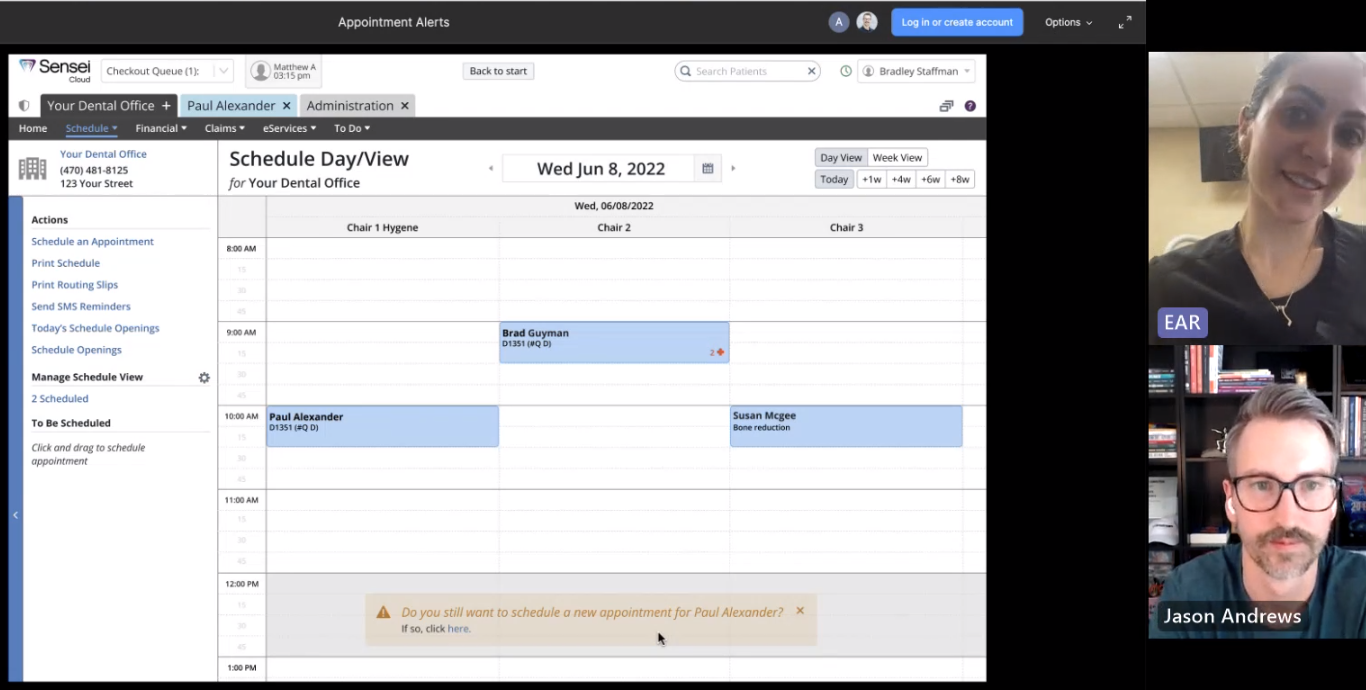 Appointment Alerts
A
Log in or create account
Options
Sensei
Cloud
Checkout Queue (1):
Matthew A
03:15 pm
Back to start
Search Patients
Bradley Staffman
Your Dental Office +
Paul Alexander ×
Administration ×
?
Home
Schedule
Financial
Claims
eServices
To Do
Your Dental Office
(470) 481-8125
123 Your Street
Schedule Day/View
for Your Dental Office
Wed Jun 8, 2022
Day View
Week View
Today
+1w
+4w
+6w
+8w
Actions
Schedule an Appointment
Print Schedule
Print Routing Slips
Send SMS Reminders
Today's Schedule Openings
Schedule Openings
Manage Schedule View
2 Scheduled
To Be Scheduled
Click and drag to schedule
appointment
Wed, 06/08/2022
Chair 1 Hygene
Chair 2
Chair 3
8:00 AM
15
30
45
9:00 AM
Brad Guyman
D1351 (#Q D)
2
15
30
45
10:00 AM
Paul Alexander
D1351 (#Q D)
Susan Mcgee
Bone reduction
15
30
45
11:00 AM
15
30
45
12:00 PM
15
30
45
Do you still want to schedule a new appointment for Paul Alexander?
If so, click here.
1:00 PM
EAR
Jason Andrews